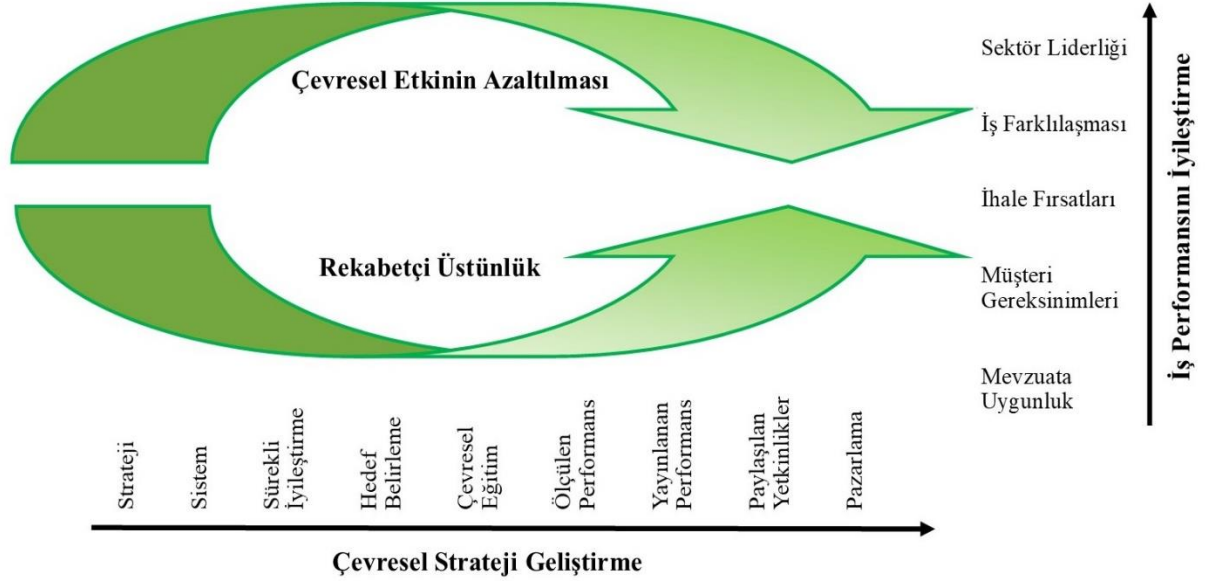 Çevresel Etkinin Azaltılması
Rekabetçi Üstünlük
Sektör Liderliği
İş Farklılaşması
İhale Fırsatları
Müşteri
Gereksinimleri
Mevzuata
Uygunluk
İş Performansını İyileştirme
Strateji
Sistem
Sürekli
İyileştirme
Hedef
Belirleme
Çevresel
Eğitim
Ölçülen
Performans
Yayınlanan
Performans
Paylaşılan
Yetkinlikler
Pazarlama
Çevresel Strateji Geliştirme